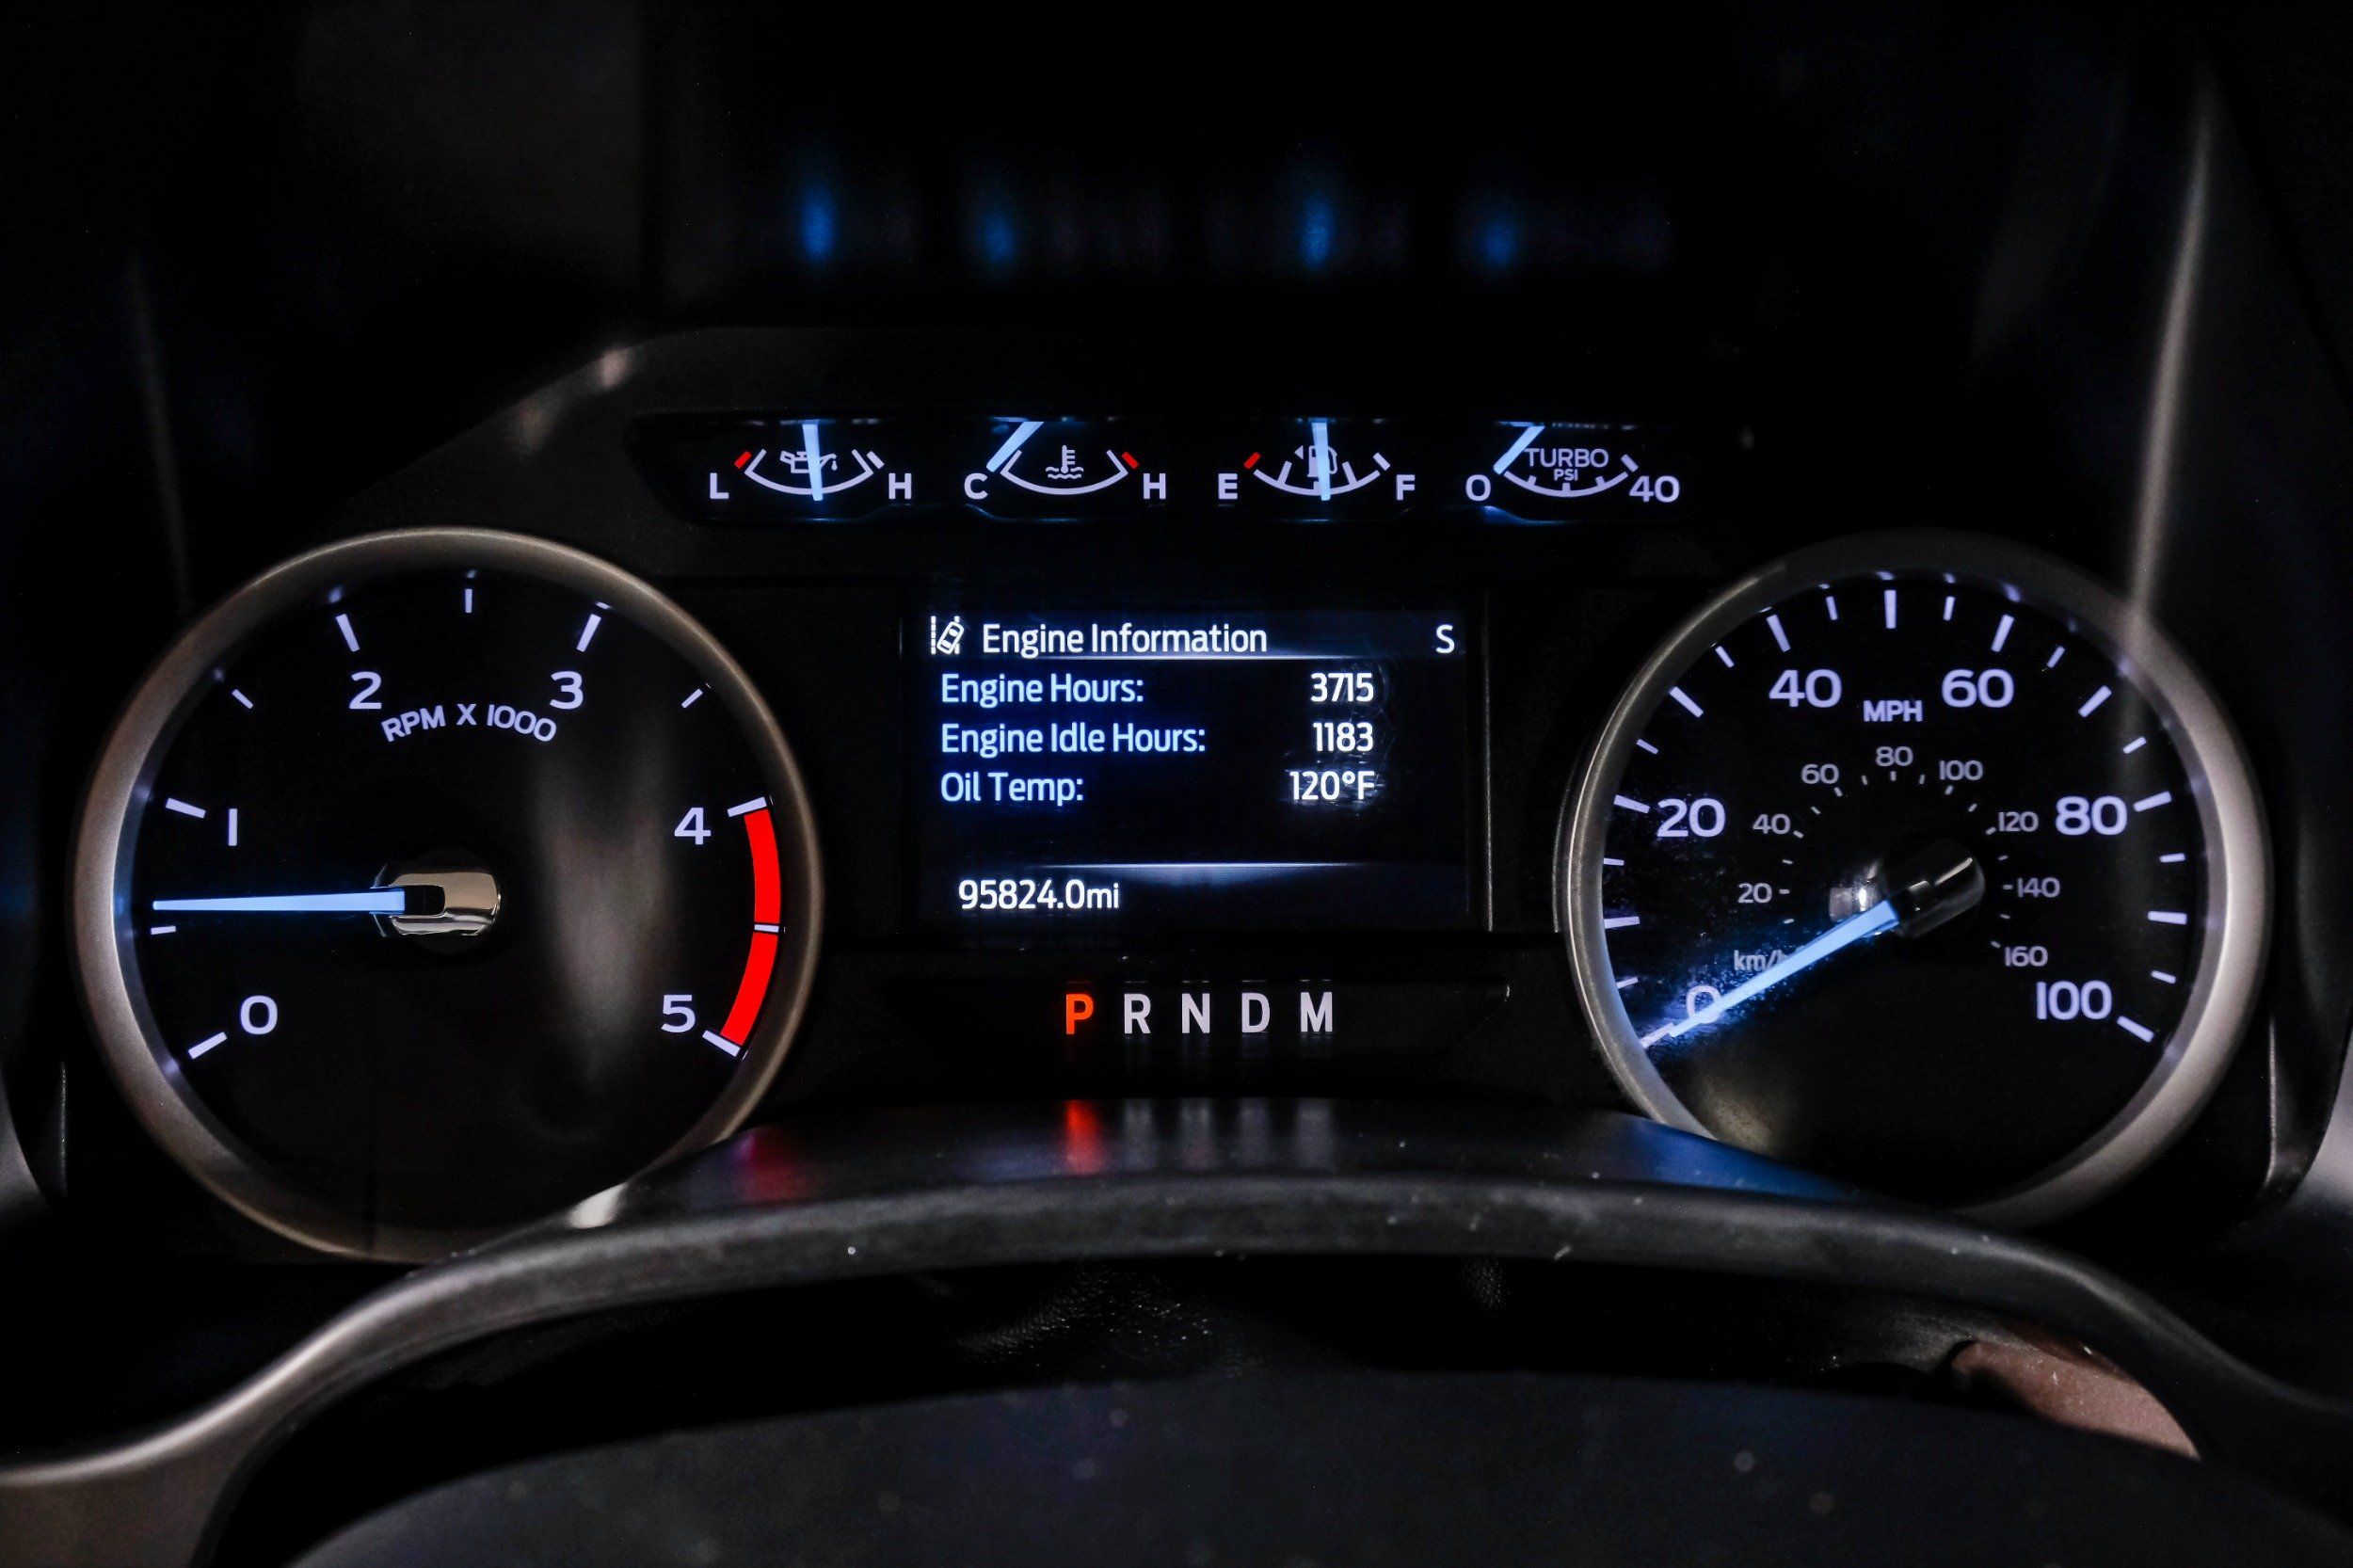 L H C H E F 0 TURBO PSI 40
Engine Information S
Engine Hours: 3715
Engine Idle Hours: 1183
Oil Temp: 120°F
95824.0mi
P R N D M
0 1 2 3 4 5
RPM X 1000
0 20 40 60 80 100
MPH
km/h
20 40 60 80 100 120 140 160